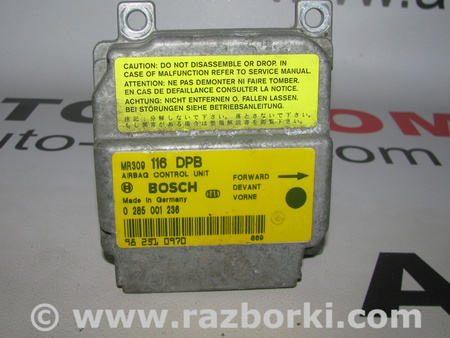 CAUTION: DO NOT DISASSEMBLE OR DROP. IN
CASE OF MALFUNCTION REFER TO SERVICE MANUAL.
ATTENTION: NE PAS DEMONTER NI FAIRE TOMBER.
EN CAS DE DEFAILLANCE CONSULTER LA NOTICE.
ACHTUNG: NICHT ENTFERNEN O. FALLEN LASSEN.
BEI STÖRUNGEN SIEHE BETRIEBSANLEITUNG.
MR309 116 DPB
AIRBAG CONTROL UNIT
BOSCH
Made in Germany
0 285 001 236
FORWARD
DEVANT
VORNE
98 251 0970
669
www.razborki.com